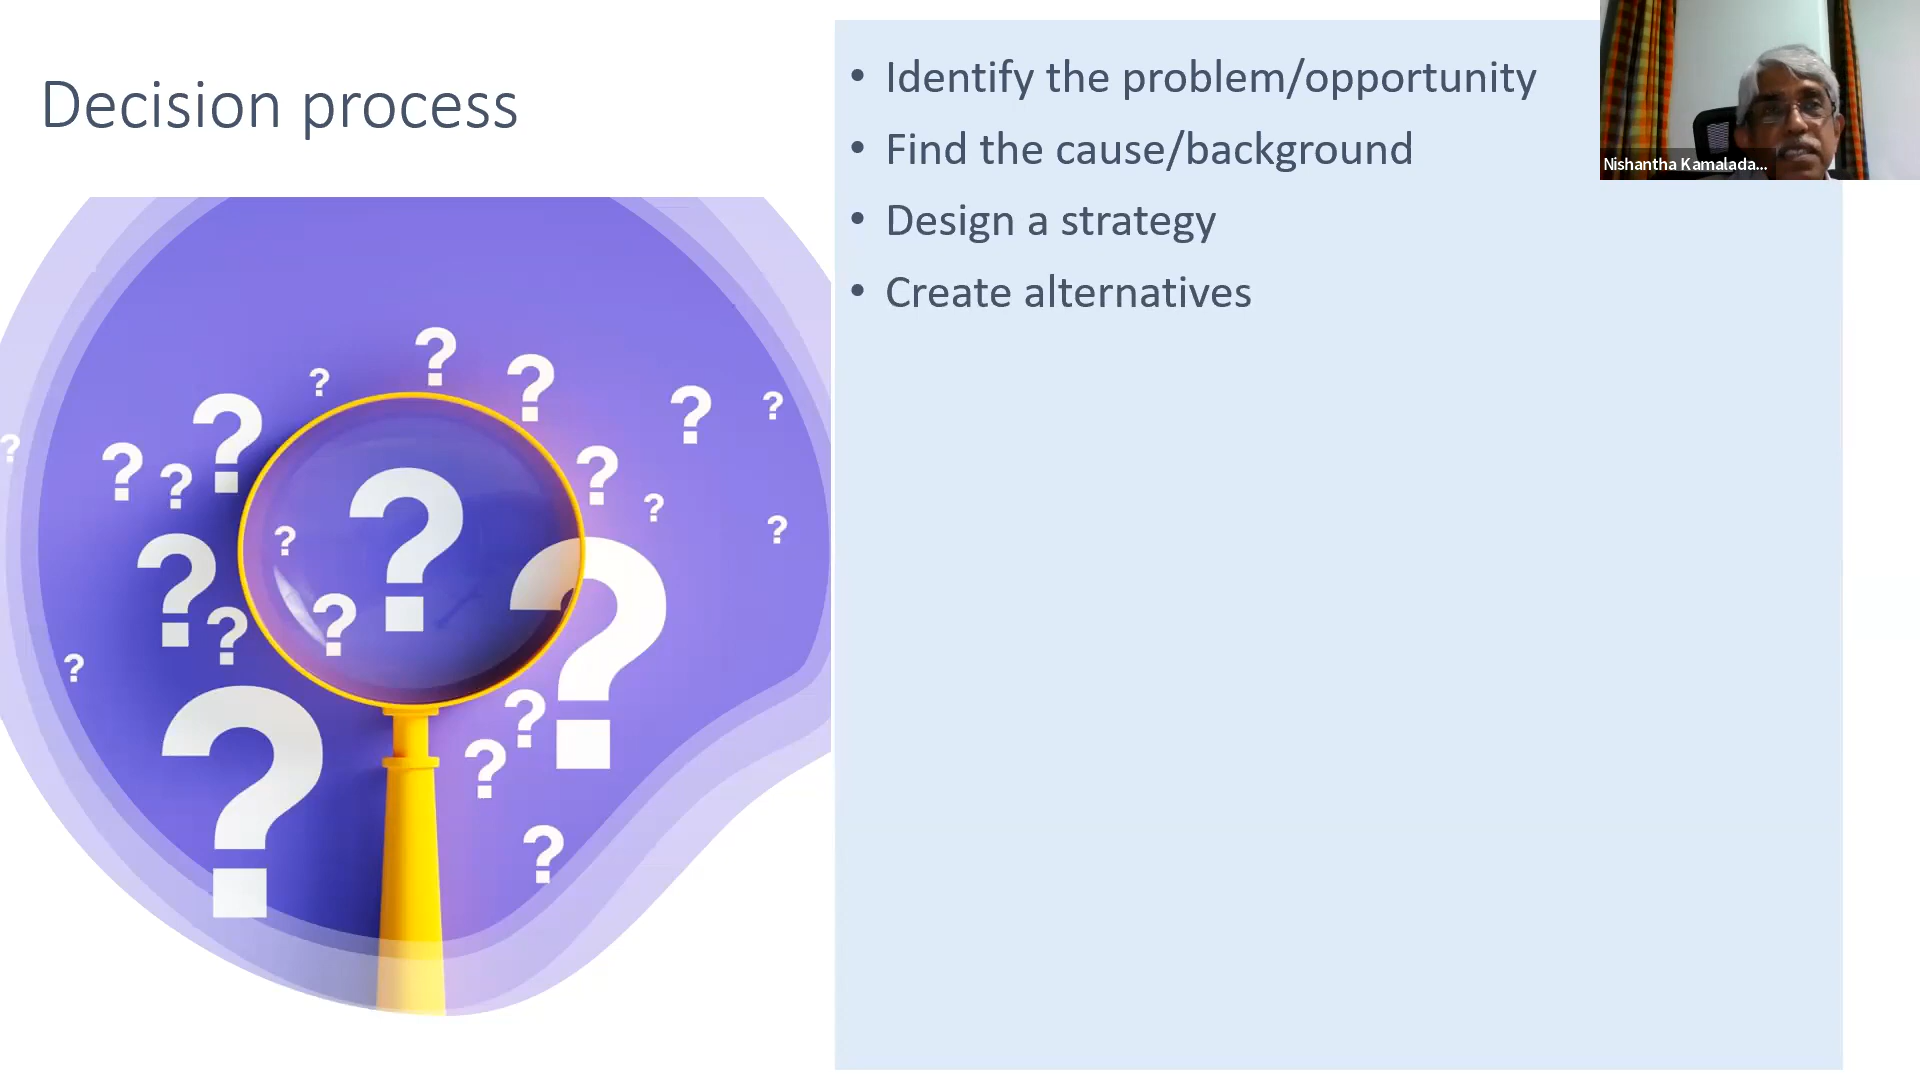 Decision process
• Identify the problem/opportunity
• Find the cause/background
• Design a strategy
• Create alternatives
Nishantha Kamalada...
? ? ? ? ? ? ? ? ? ? ? ? ? ? ? ? ? ? ? ? ? ? ? ?